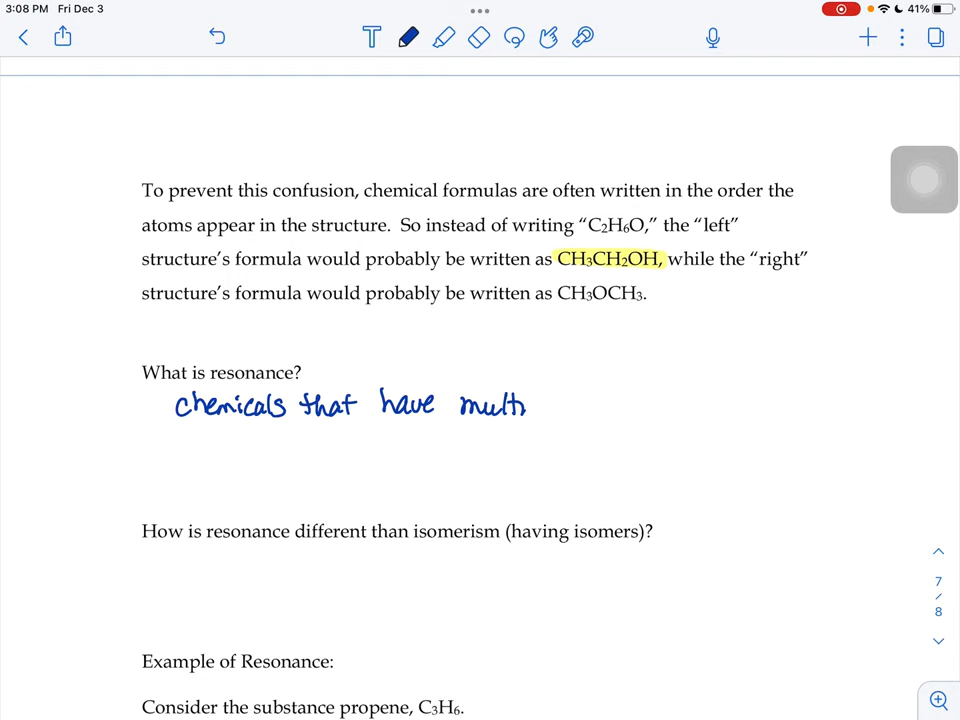 3:08 PM Fri Dec 3
41%
T
To prevent this confusion, chemical formulas are often written in the order the
atoms appear in the structure. So instead of writing “C₂H₆O,” the “left”
structure’s formula would probably be written as CH₃CH₂OH, while the “right”
structure’s formula would probably be written as CH₃OCH₃.
What is resonance?
chemicals that have multi
How is resonance different than isomerism (having isomers)?
7
/
8
Example of Resonance:
Consider the substance propene, C₃H₆.